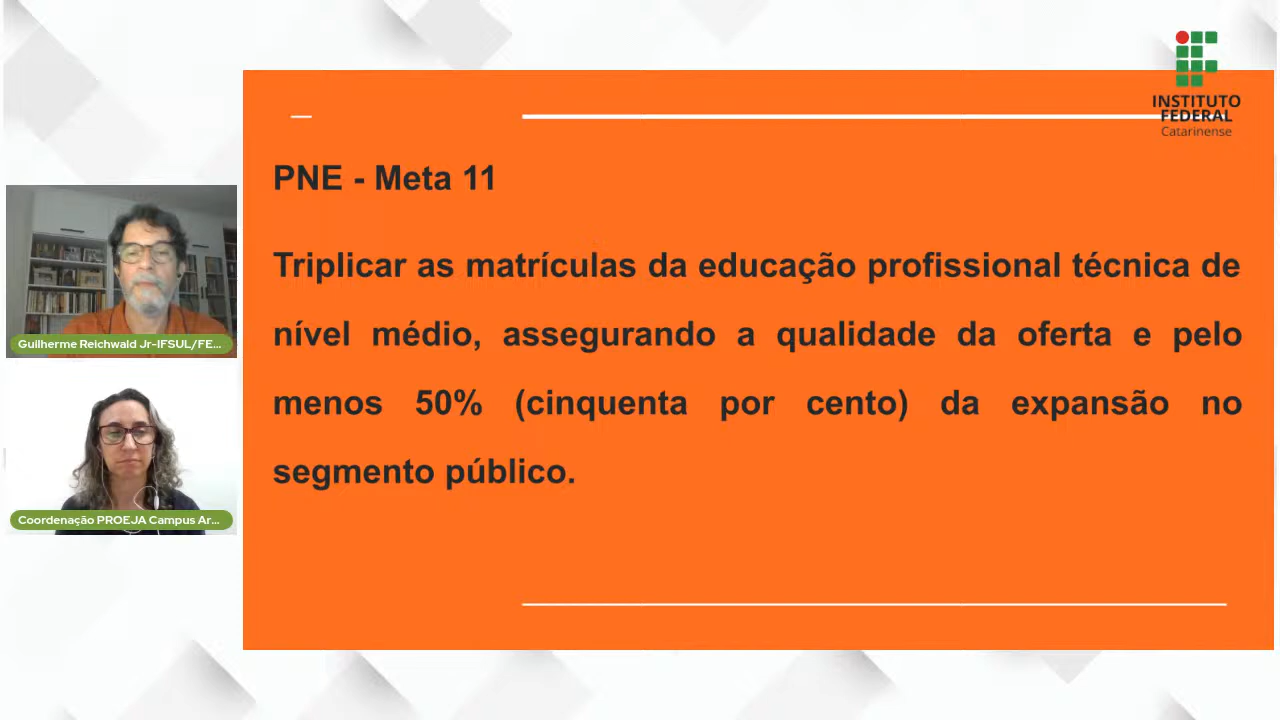 INSTITUTO
FEDERAL
Catarinense
PNE - Meta 11
Triplicar as matrículas da educação profissional técnica de
nível médio, assegurando a qualidade da oferta e pelo
menos 50% (cinquenta por cento) da expansão no
segmento público.
Guilherme Reichwald Jr-IFSUL/FE...
Coordenação PROEJA Campus Ar...